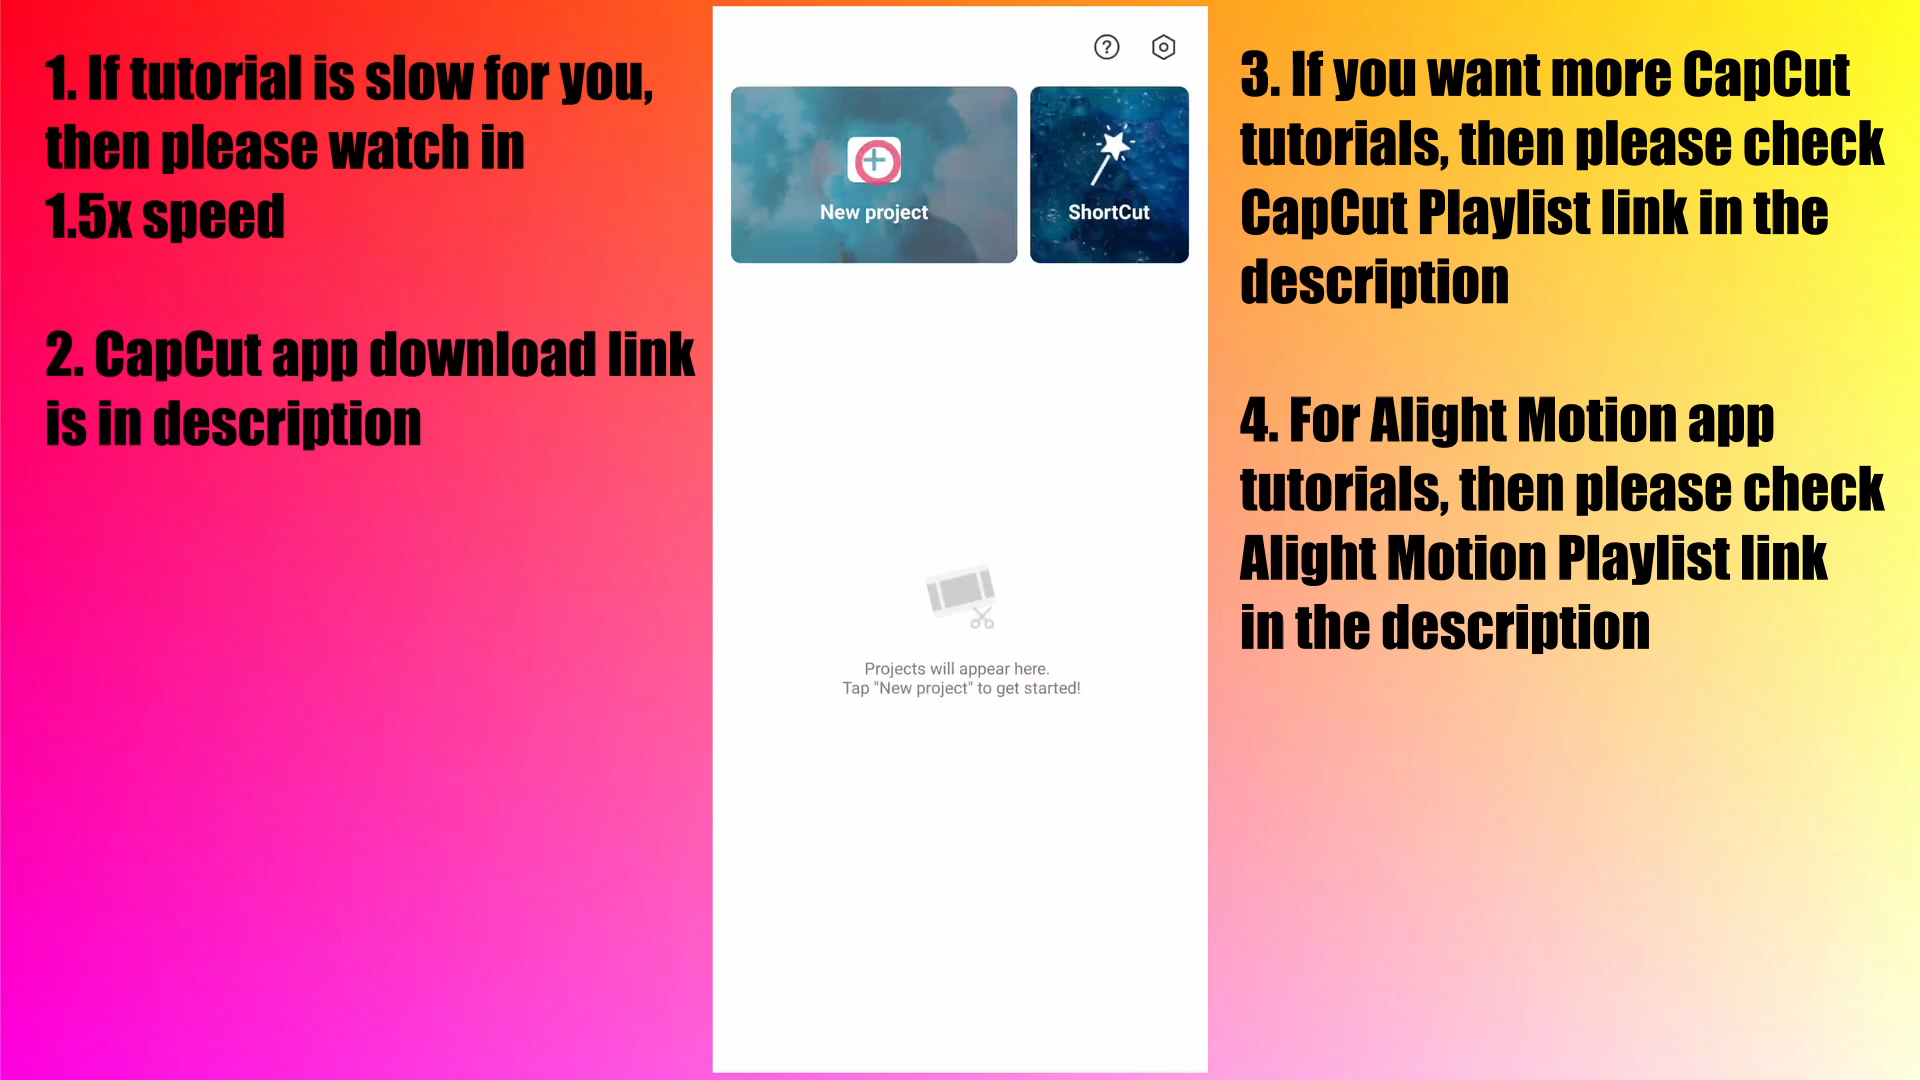 1. If tutorial is slow for you,
then please watch in
1.5x speed
2. CapCut app download link
is in description
New project
ShortCut
Projects will appear here.
Tap "New project" to get started!
3. If you want more CapCut
tutorials, then please check
CapCut Playlist link in the
description
4. For Alight Motion app
tutorials, then please check
Alight Motion Playlist link
in the description